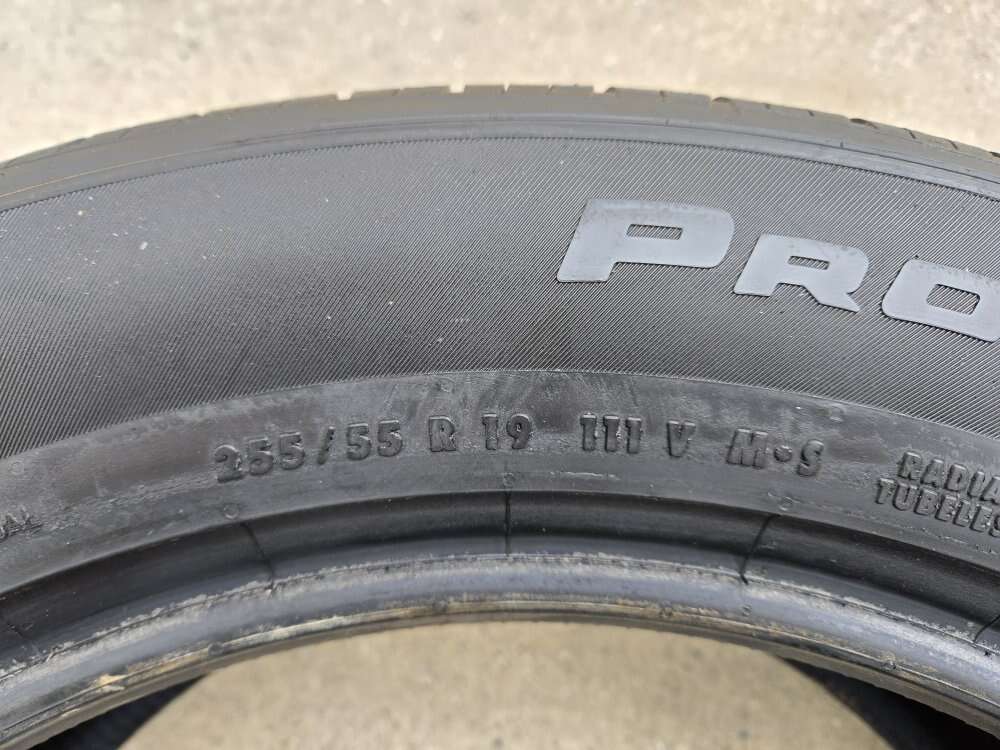 PRO
255/55 R 19 111 V M•S
RADIA
TUBELES